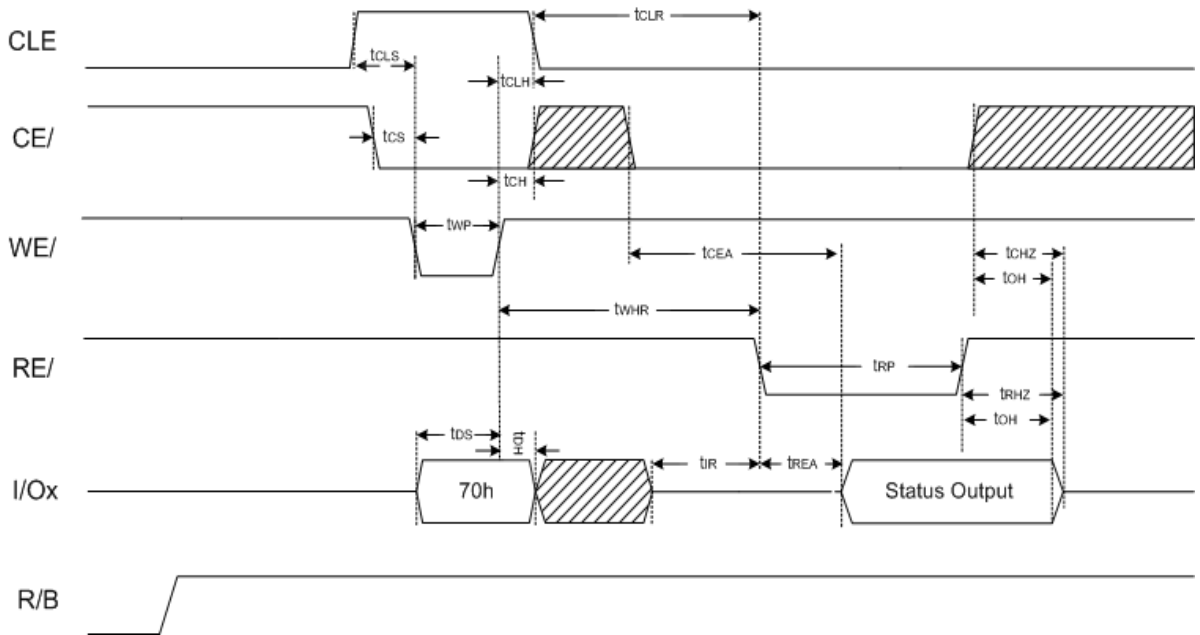 CLE
tCLR
tCLS
tCLH
CE/
tCS
tCH
WE/
tWP
tCEA
tCHZ
tOH
tWHR
RE/
tRP
tRHZ
tOH
tDS
tDH
tIR
tREA
I/Ox
70h
Status Output
R/B